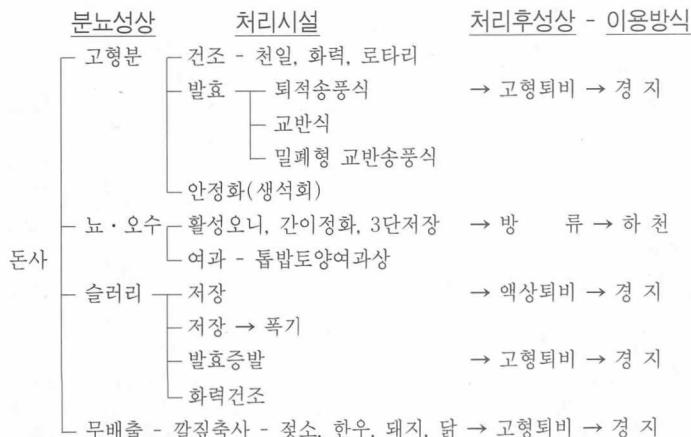 분뇨성상 처리시설 처리후성상 - 이용방식
고형분 건조 - 천일, 화력, 로타리
발효 퇴적송풍식 → 고형퇴비 → 경 지
교반식
밀폐형 교반송풍식
안정화(생석회)
뇨·오수 활성오니, 간이정화, 3단저장 → 방 류 → 하 천
돈사 여과 - 톱밥토양여과상
슬러리 저장 → 액상퇴비 → 경 지
저장 → 폭기
발효증발 → 고형퇴비 → 경 지
화력건조
무배출 - 깔짚축사 - 젖소, 한우, 돼지, 닭 → 고형퇴비 → 경 지